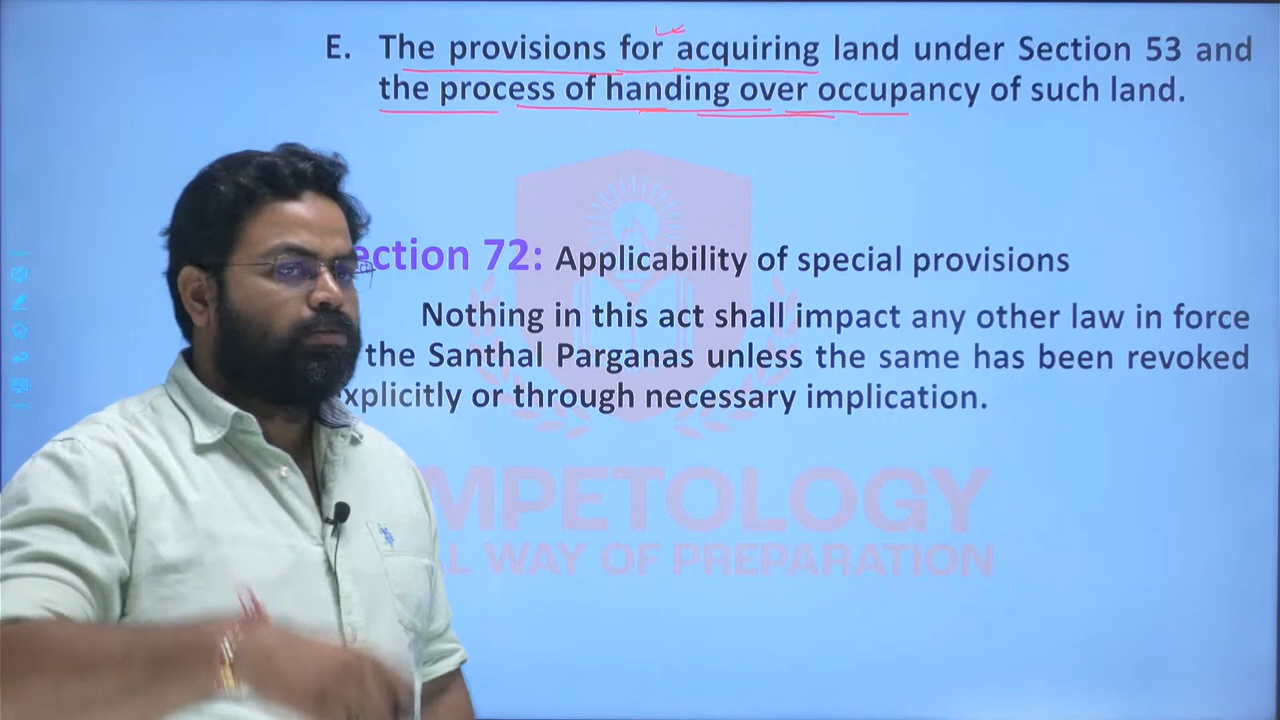 E. The provisions for acquiring land under Section 53 and
the process of handing over occupancy of such land.
ection 72: Applicability of special provisions
Nothing in this act shall impact any other law in force
the Santhal Parganas unless the same has been revoked
xplicitly or through necessary implication.
MPETOLOGY
AL WAY OF PREPARATION